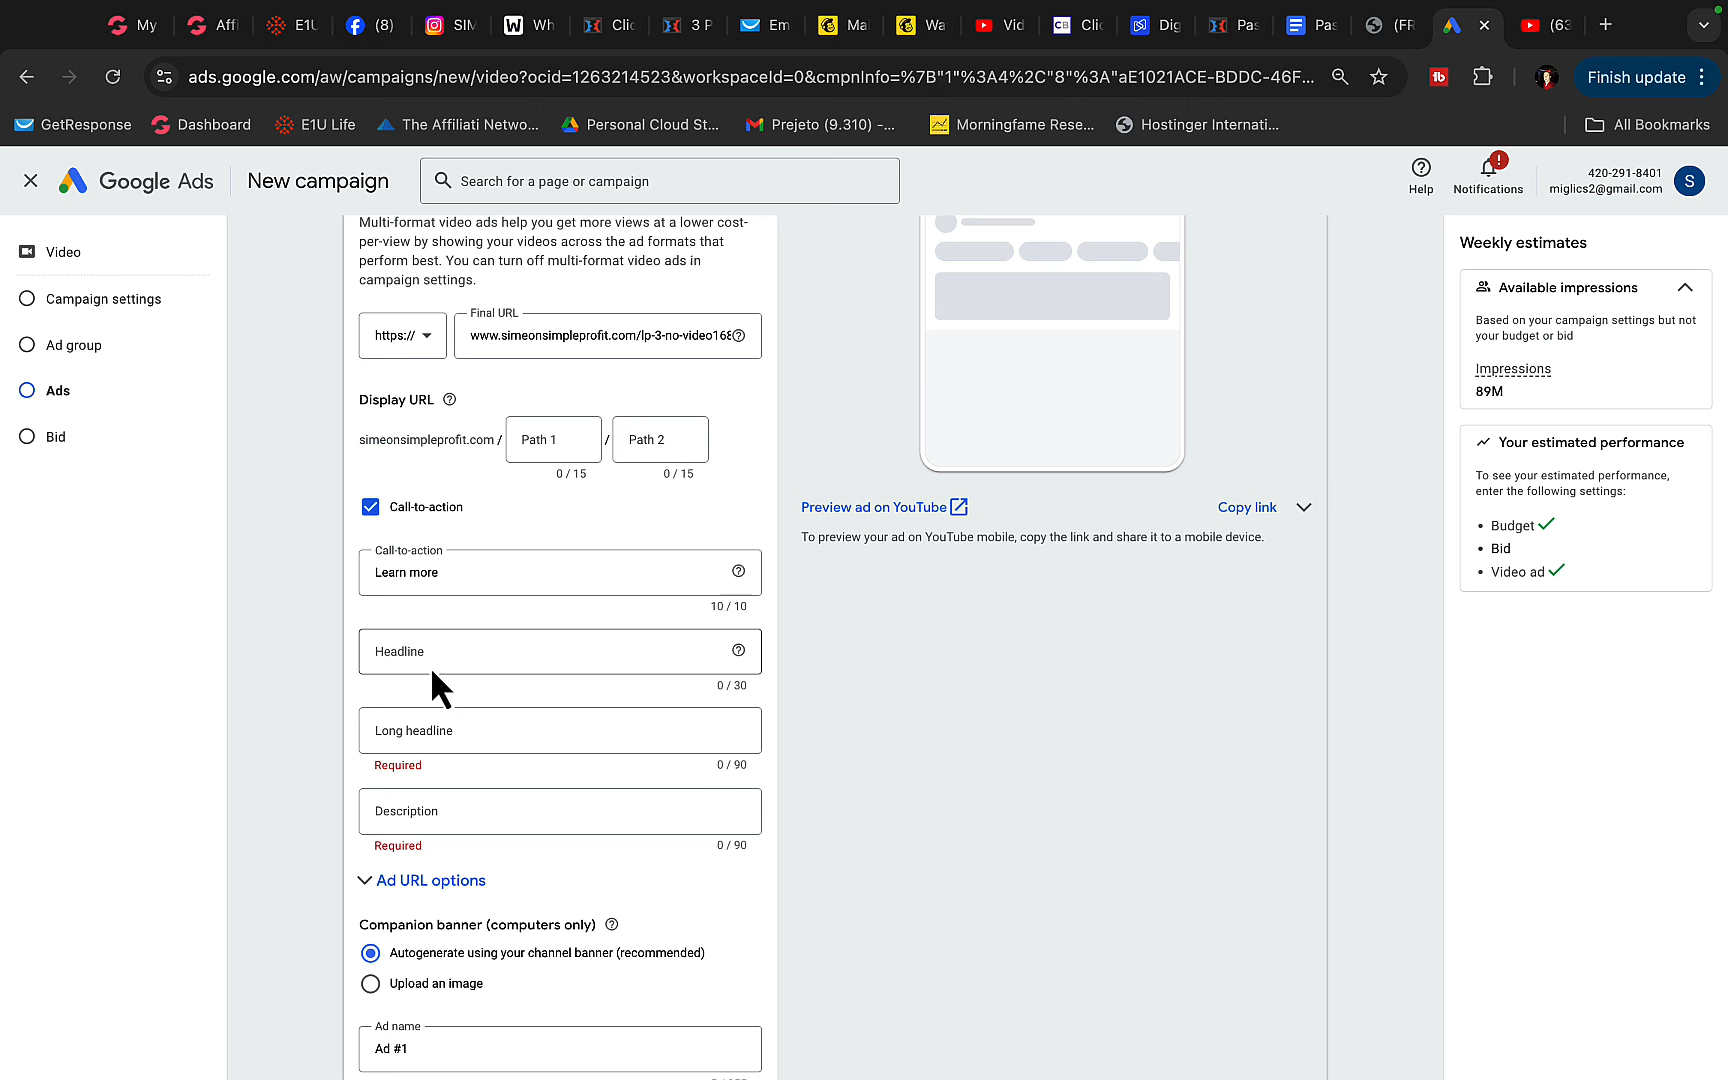 My
Affi
E1U
(8)
SIM
Wh
Clic
3 P
Em
Mai
Wa
Vid
Clic
Dig
Pas
Pas
(FR
(63
ads.google.com/aw/campaigns/new/video?ocid=1263214523&workspaceId=0&cmpnInfo=%7B"1"%3A4%2C"8"%3A"aE1021ACE-BDDC-46F...
Finish update
GetResponse
Dashboard
E1U Life
The Affiliati Netwo...
Personal Cloud St...
Prejeto (9.310) -...
Morningfame Rese...
Hostinger Internati...
All Bookmarks
Google Ads
New campaign
Search for a page or campaign
Help
Notifications
420-291-8401
miglics2@gmail.com
S
Video
Campaign settings
Ad group
Ads
Bid
Multi-format video ads help you get more views at a lower cost-
per-view by showing your videos across the ad formats that
perform best. You can turn off multi-format video ads in
campaign settings.
https://
Final URL
www.simeonsimpleprofit.com/lp-3-no-video168
Display URL
simeonsimpleprofit.com /
Path 1
/
Path 2
0 / 15
0 / 15
Call-to-action
Call-to-action
Learn more
10 / 10
Headline
0 / 30
Long headline
Required
0 / 90
Description
Required
0 / 90
Ad URL options
Companion banner (computers only)
Autogenerate using your channel banner (recommended)
Upload an image
Ad name
Ad #1
Preview ad on YouTube
Copy link
To preview your ad on YouTube mobile, copy the link and share it to a mobile device.
Weekly estimates
Available impressions
Based on your campaign settings but not
your budget or bid
Impressions
89M
Your estimated performance
To see your estimated performance,
enter the following settings:
• Budget
• Bid
• Video ad